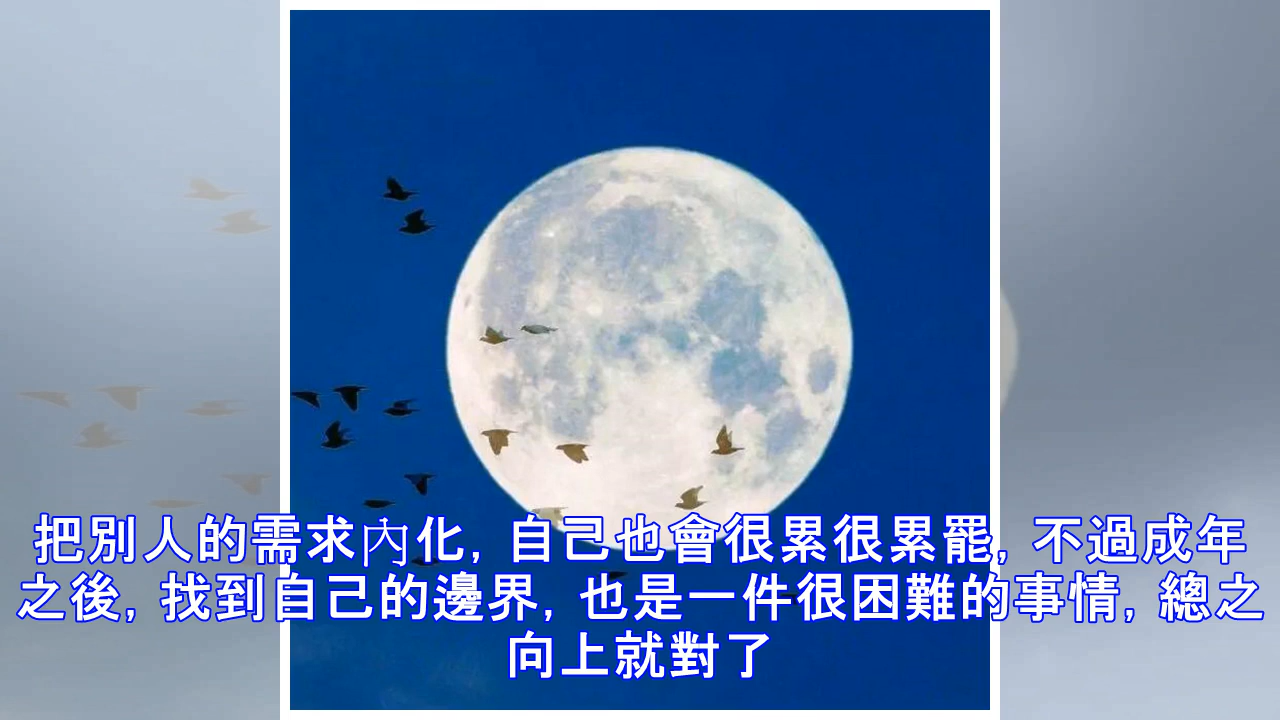 把別人的需求內化, 自己也會很累很累罷, 不過成年
之後, 找到自己的邊界, 也是一件很困難的事情, 總之
向上就對了